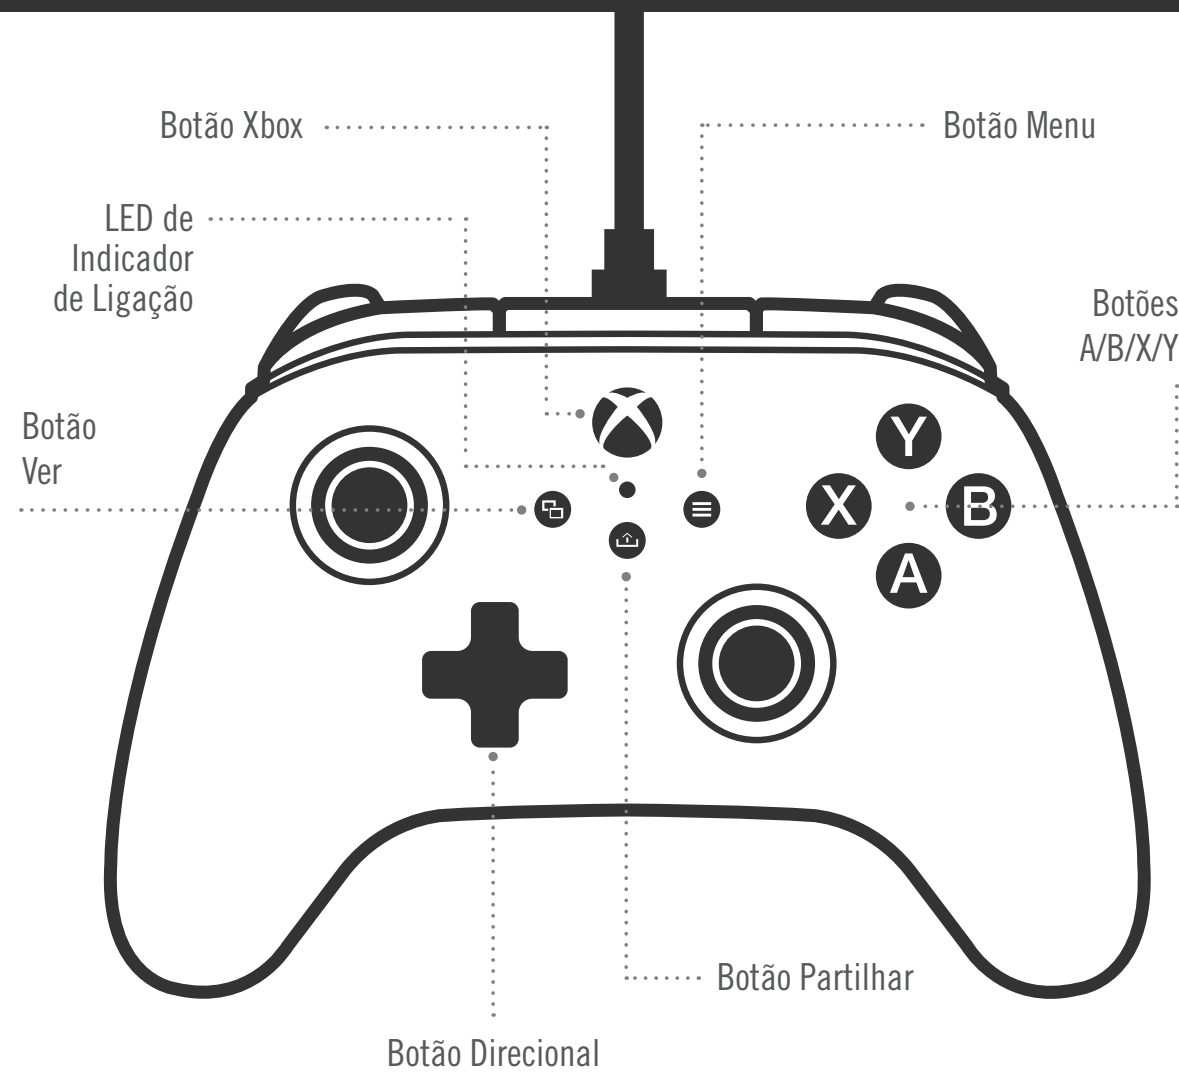 Botão Xbox
Botão Menu
LED de
Indicador
de Ligação
Botões
A/B/X/Y
Botão
Ver
Y
X
B
A
Botão Partilhar
Botão Direcional